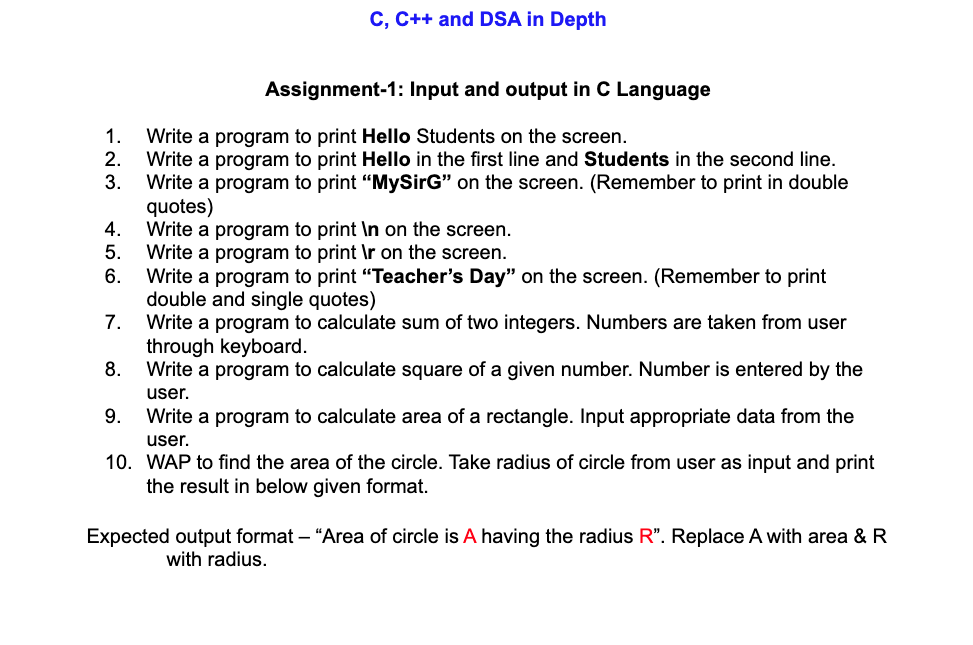 C, C++ and DSA in Depth
Assignment-1: Input and output in C Language
1. Write a program to print Hello Students on the screen.
2. Write a program to print Hello in the first line and Students in the second line.
3. Write a program to print “MySirG” on the screen. (Remember to print in double
quotes)
4. Write a program to print \n on the screen.
5. Write a program to print \r on the screen.
6. Write a program to print “Teacher’s Day” on the screen. (Remember to print
double and single quotes)
7. Write a program to calculate sum of two integers. Numbers are taken from user
through keyboard.
8. Write a program to calculate square of a given number. Number is entered by the
user.
9. Write a program to calculate area of a rectangle. Input appropriate data from the
user.
10. WAP to find the area of the circle. Take radius of circle from user as input and print
the result in below given format.
Expected output format – “Area of circle is A having the radius R”. Replace A with area & R
with radius.